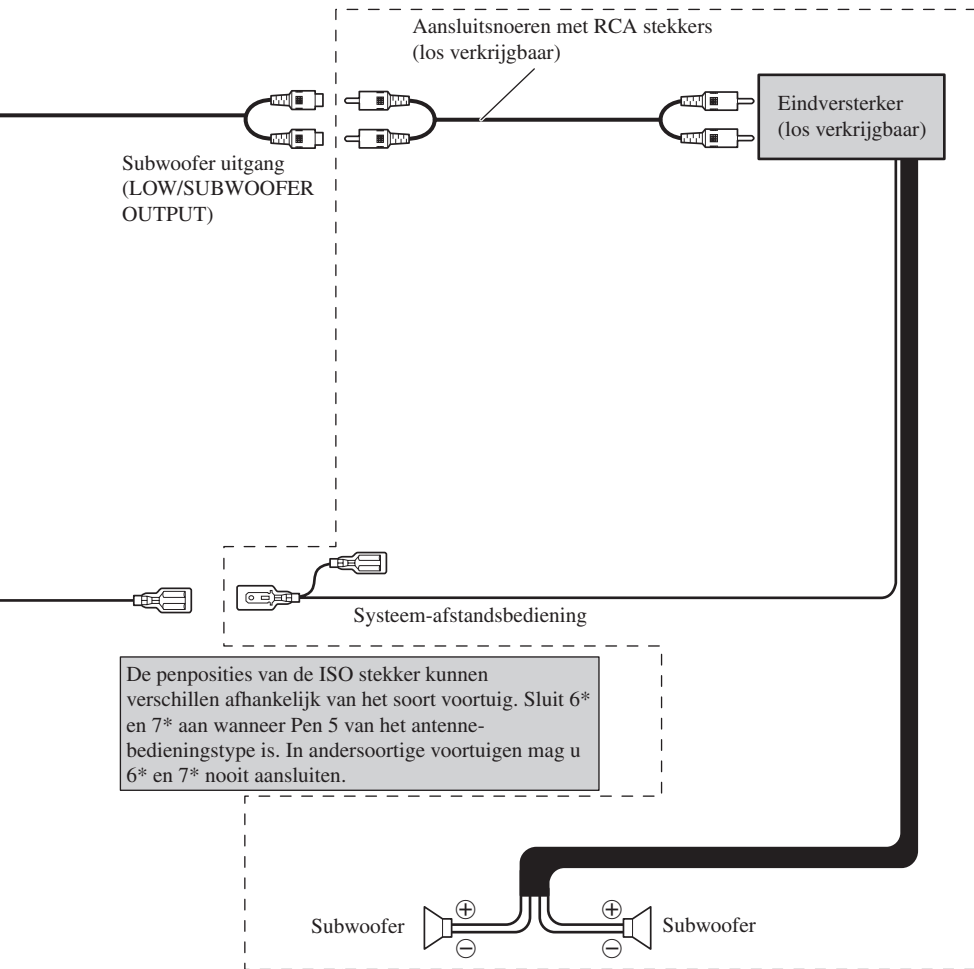 Aansluitsnoeren met RCA stekkers
(los verkrijgbaar)
Eindversterker
(los verkrijgbaar)
Subwoofer uitgang
(LOW/SUBWOOFER
OUTPUT)
Systeem-afstandsbediening
De penposities van de ISO stekker kunnen
verschillen afhankelijk van het soort voortuig. Sluit 6*
en 7* aan wanneer Pen 5 van het antenne-
bedieningstype is. In andersoortige voortuigen mag u
6* en 7* nooit aansluiten.
Subwoofer
⊕
⊖
⊕
⊖
Subwoofer